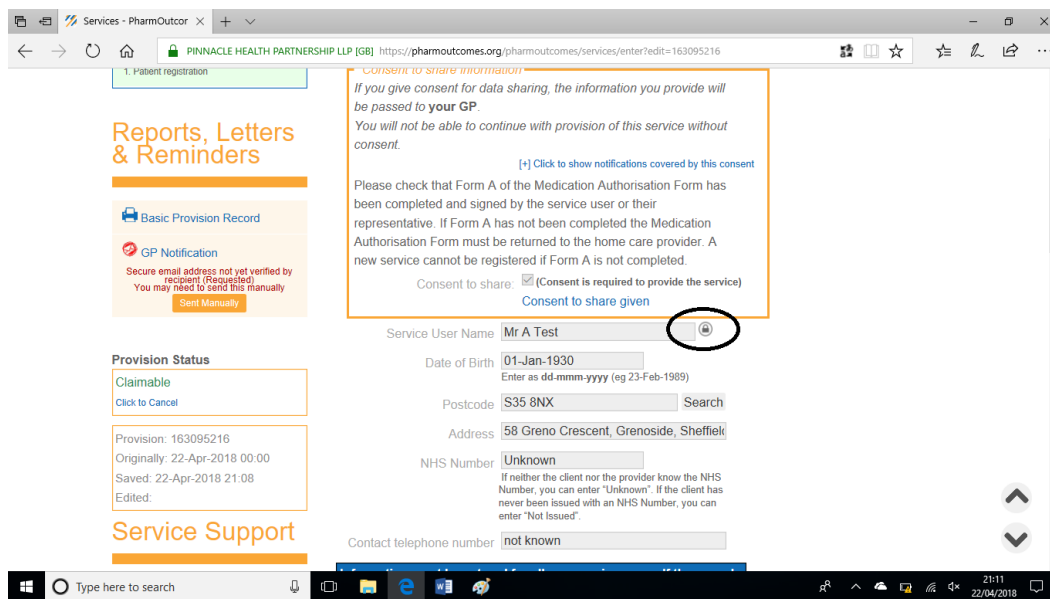 Services - PharmOutcor
PINNACLE HEALTH PARTNERSHIP LLP [GB] https://pharmoutcomes.org/pharmoutcomes/services/enter?edit=163095216
1. Patient registration
Reports, Letters
& Reminders
Basic Provision Record
GP Notification
Secure email address not yet verified by
recipient (Requested)
You may need to send this manually
Sent Manually
Provision Status
Claimable
Click to Cancel
Provision: 163095216
Originally: 22-Apr-2018 00:00
Saved: 22-Apr-2018 21:08
Edited:
Service Support
Consent to share information
If you give consent for data sharing, the information you provide will
be passed to your GP.
You will not be able to continue with provision of this service without
consent.
[+] Click to show notifications covered by this consent
Please check that Form A of the Medication Authorisation Form has
been completed and signed by the service user or their
representative. If Form A has not been completed the Medication
Authorisation Form must be returned to the home care provider. A
new service cannot be registered if Form A is not completed.
Consent to share: (Consent is required to provide the service)
Consent to share given
Service User Name Mr A Test
Date of Birth 01-Jan-1930
Enter as dd-mmm-yyyy (eg 23-Feb-1989)
Postcode S35 8NX Search
Address 58 Greno Crescent, Grenoside, Sheffiel
NHS Number Unknown
If neither the client nor the provider know the NHS
Number, you can enter "Unknown". If the client has
never been issued with an NHS Number, you can
enter "Not Issued".
Contact telephone number not known
Type here to search
21:11
22/04/2018